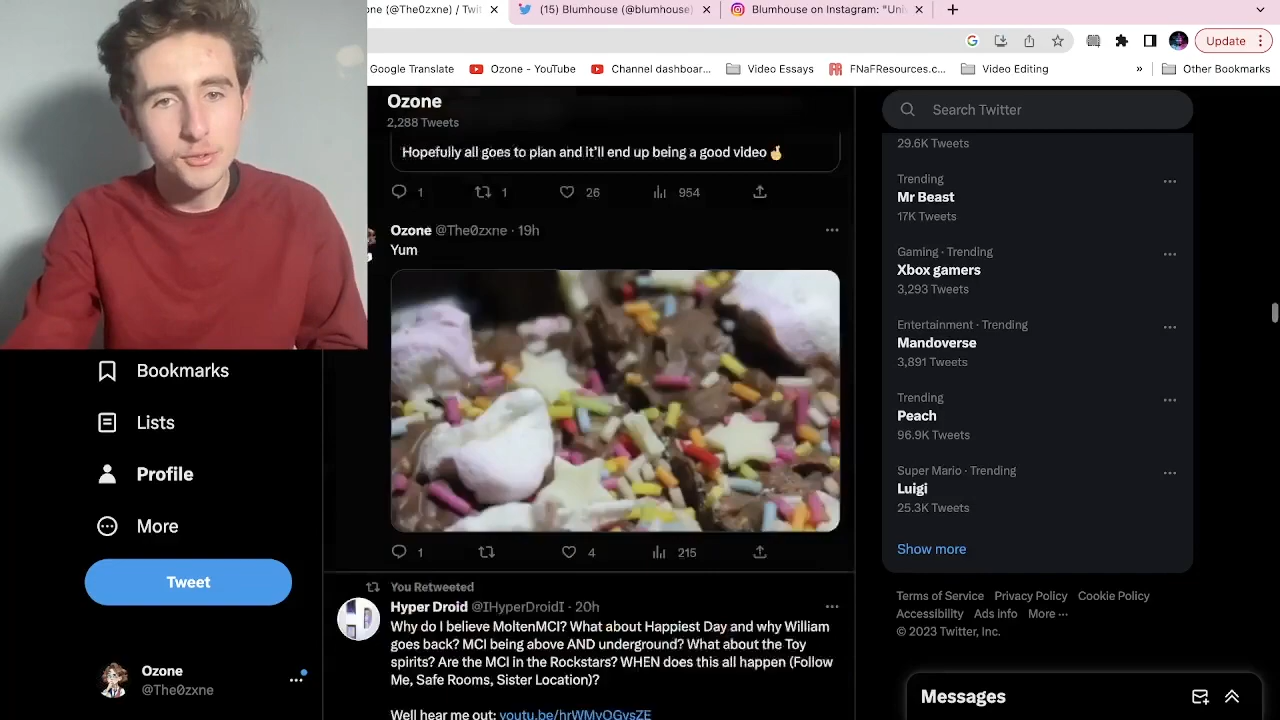 one (@The0zxne) / Twit
(15) Blumhouse (@blumhouse)
Blumhouse on Instagram: "Univ
Update
Google Translate
Ozone - YouTube
Channel dashboar...
Video Essays
FNaFResources.c...
Video Editing
»
Other Bookmarks
Ozone
2,288 Tweets
Hopefully all goes to plan and it'll end up being a good video🤞
1
1
26
954
Ozone @The0zxne · 19h
Yum
1
4
215
You Retweeted
Hyper Droid @IHyperDroidI · 20h
Why do I believe MoltenMCI? What about Happiest Day and why William
goes back? MCI being above AND underground? What about the Toy
spirits? Are the MCI in the Rockstars? WHEN does this all happen (Follow
Me, Safe Rooms, Sister Location)?
Well hear me out: youtu.be/hrWMyOGvsZE
Bookmarks
Lists
Profile
More
Tweet
Ozone
@The0zxne
Search Twitter
29.6K Tweets
Trending
Mr Beast
17K Tweets
Gaming · Trending
Xbox gamers
3,293 Tweets
Entertainment · Trending
Mandoverse
3,891 Tweets
Trending
Peach
96.9K Tweets
Super Mario · Trending
Luigi
25.3K Tweets
Show more
Terms of Service Privacy Policy Cookie Policy
Accessibility Ads info More ···
© 2023 Twitter, Inc.
Messages